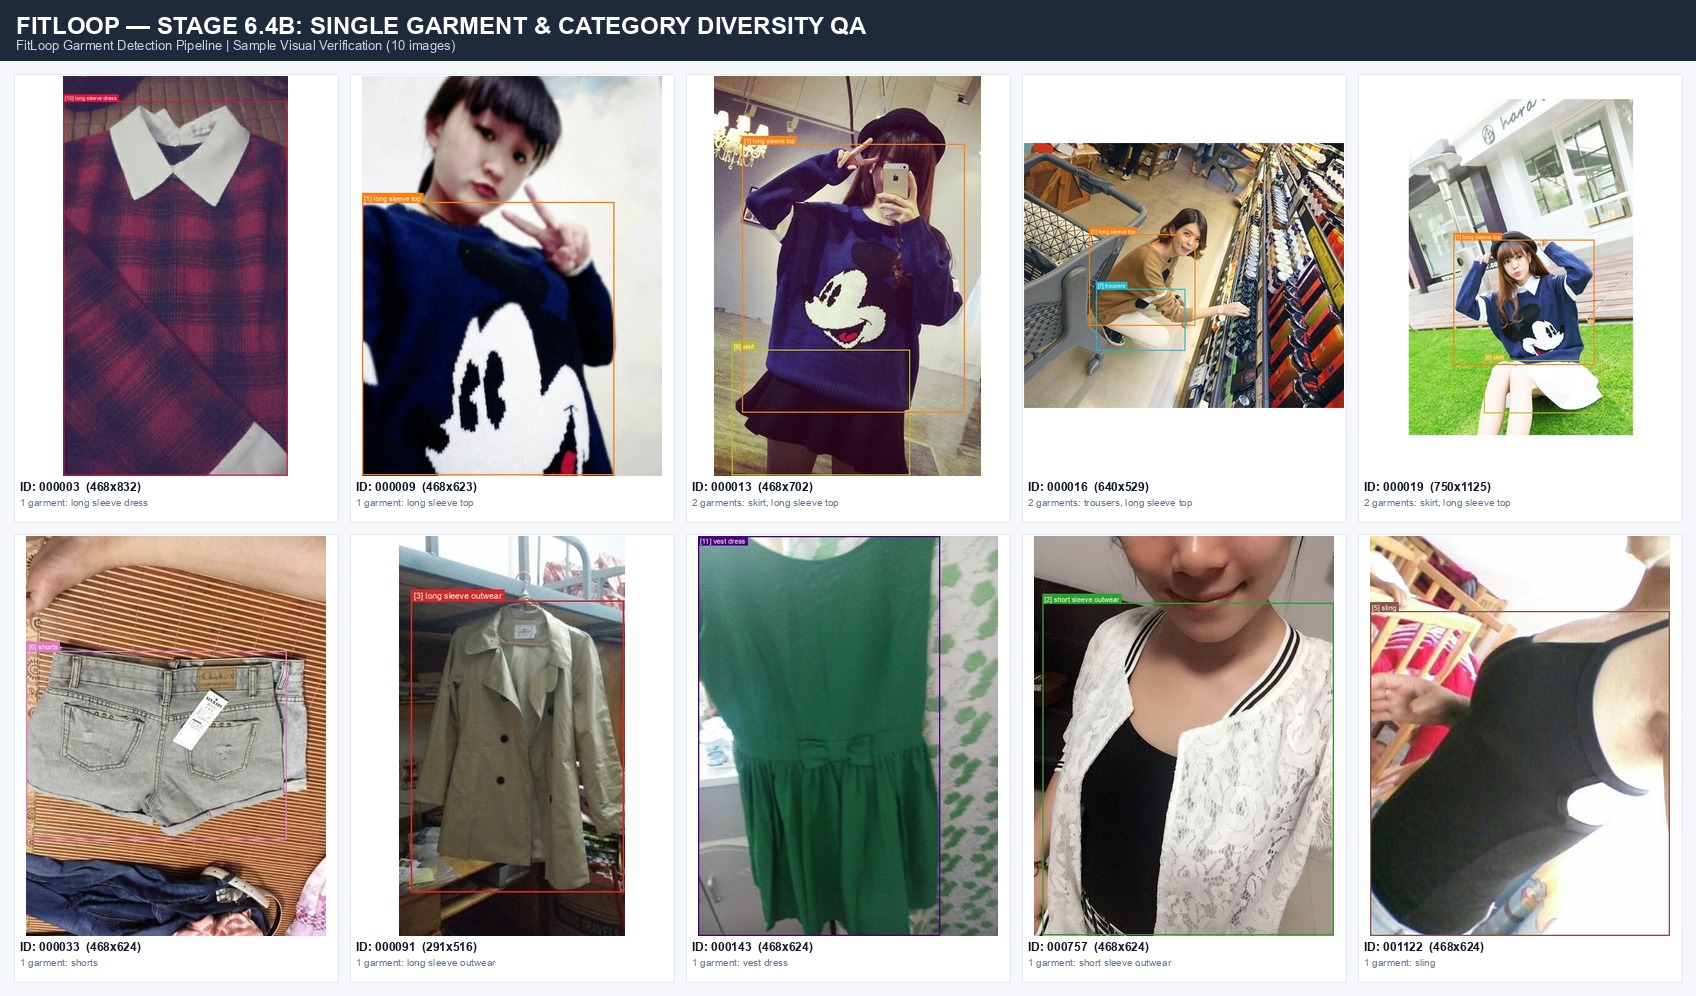 FITLOOP — STAGE 6.4B: SINGLE GARMENT & CATEGORY DIVERSITY QA
FitLoop Garment Detection Pipeline | Sample Visual Verification (10 images)
[10] long sleeve dress
[1] long sleeve top
[1] long sleeve top
[8] skirt
[1] long sleeve top
[7] trousers
hara
[1] long sleeve top
[8] skirt
ID: 000003 (468x832)
1 garment: long sleeve dress
ID: 000009 (468x623)
1 garment: long sleeve top
ID: 000013 (468x702)
2 garments: skirt, long sleeve top
ID: 000016 (640x529)
2 garments: trousers, long sleeve top
ID: 000019 (750x1125)
2 garments: skirt, long sleeve top
[6] shorts
[3] long sleeve outwear
[11] vest dress
[2] short sleeve outwear
[5] sling
ID: 000033 (468x624)
1 garment: shorts
ID: 000091 (291x516)
1 garment: long sleeve outwear
ID: 000143 (468x624)
1 garment: vest dress
ID: 000757 (468x624)
1 garment: short sleeve outwear
ID: 001122 (468x624)
1 garment: sling